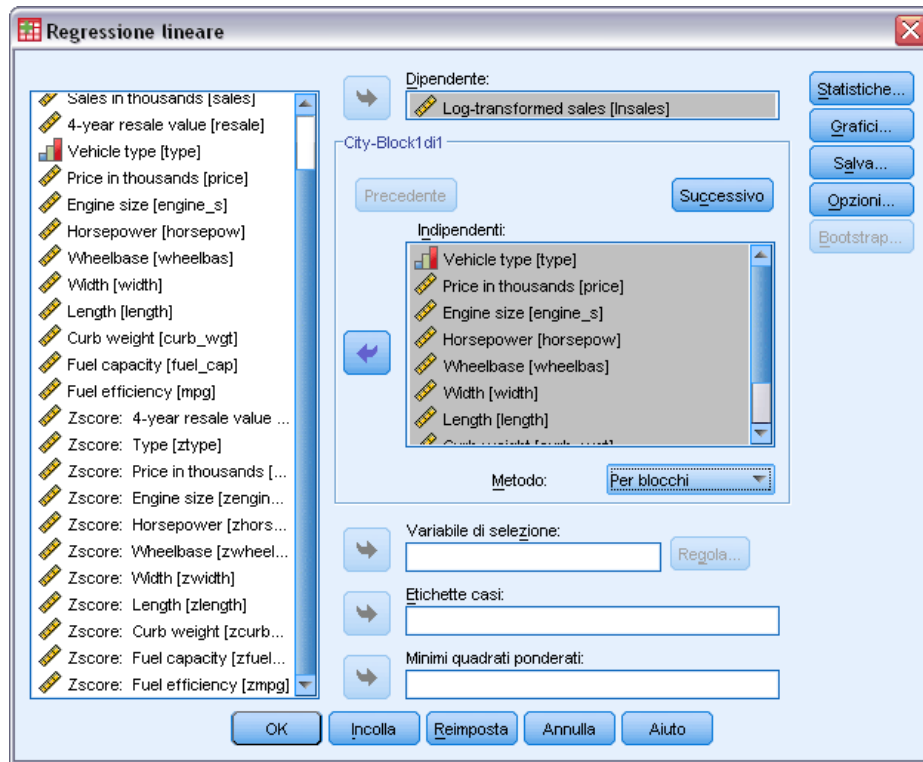 Regressione lineare
Sales in thousands [sales]
4-year resale value [resale]
Vehicle type [type]
Price in thousands [price]
Engine size [engine_s]
Horsepower [horsepow]
Wheelbase [wheelbas]
Width [width]
Length [length]
Curb weight [curb_wgt]
Fuel capacity [fuel_cap]
Fuel efficiency [mpg]
Zscore: 4-year resale value ...
Zscore: Type [ztype]
Zscore: Price in thousands [...
Zscore: Engine size [zengin...
Zscore: Horsepower [zhors...
Zscore: Wheelbase [zwheel...
Zscore: Width [zwidth]
Zscore: Length [zlength]
Zscore: Curb weight [zcurb...
Zscore: Fuel capacity [zfuel...
Zscore: Fuel efficiency [zmpg]
Dipendente:
Log-transformed sales [lnsales]
City-Block1di1
Precedente
Successivo
Indipendenti:
Vehicle type [type]
Price in thousands [price]
Engine size [engine_s]
Horsepower [horsepow]
Wheelbase [wheelbas]
Width [width]
Length [length]
Curb weight [curb_wgt]
Metodo:
Per blocchi
Variabile di selezione:
Regola...
Etichette casi:
Minimi quadrati ponderati:
Statistiche...
Grafici...
Salva...
Opzioni...
Bootstrap...
OK
Incolla
Reimposta
Annulla
Aiuto